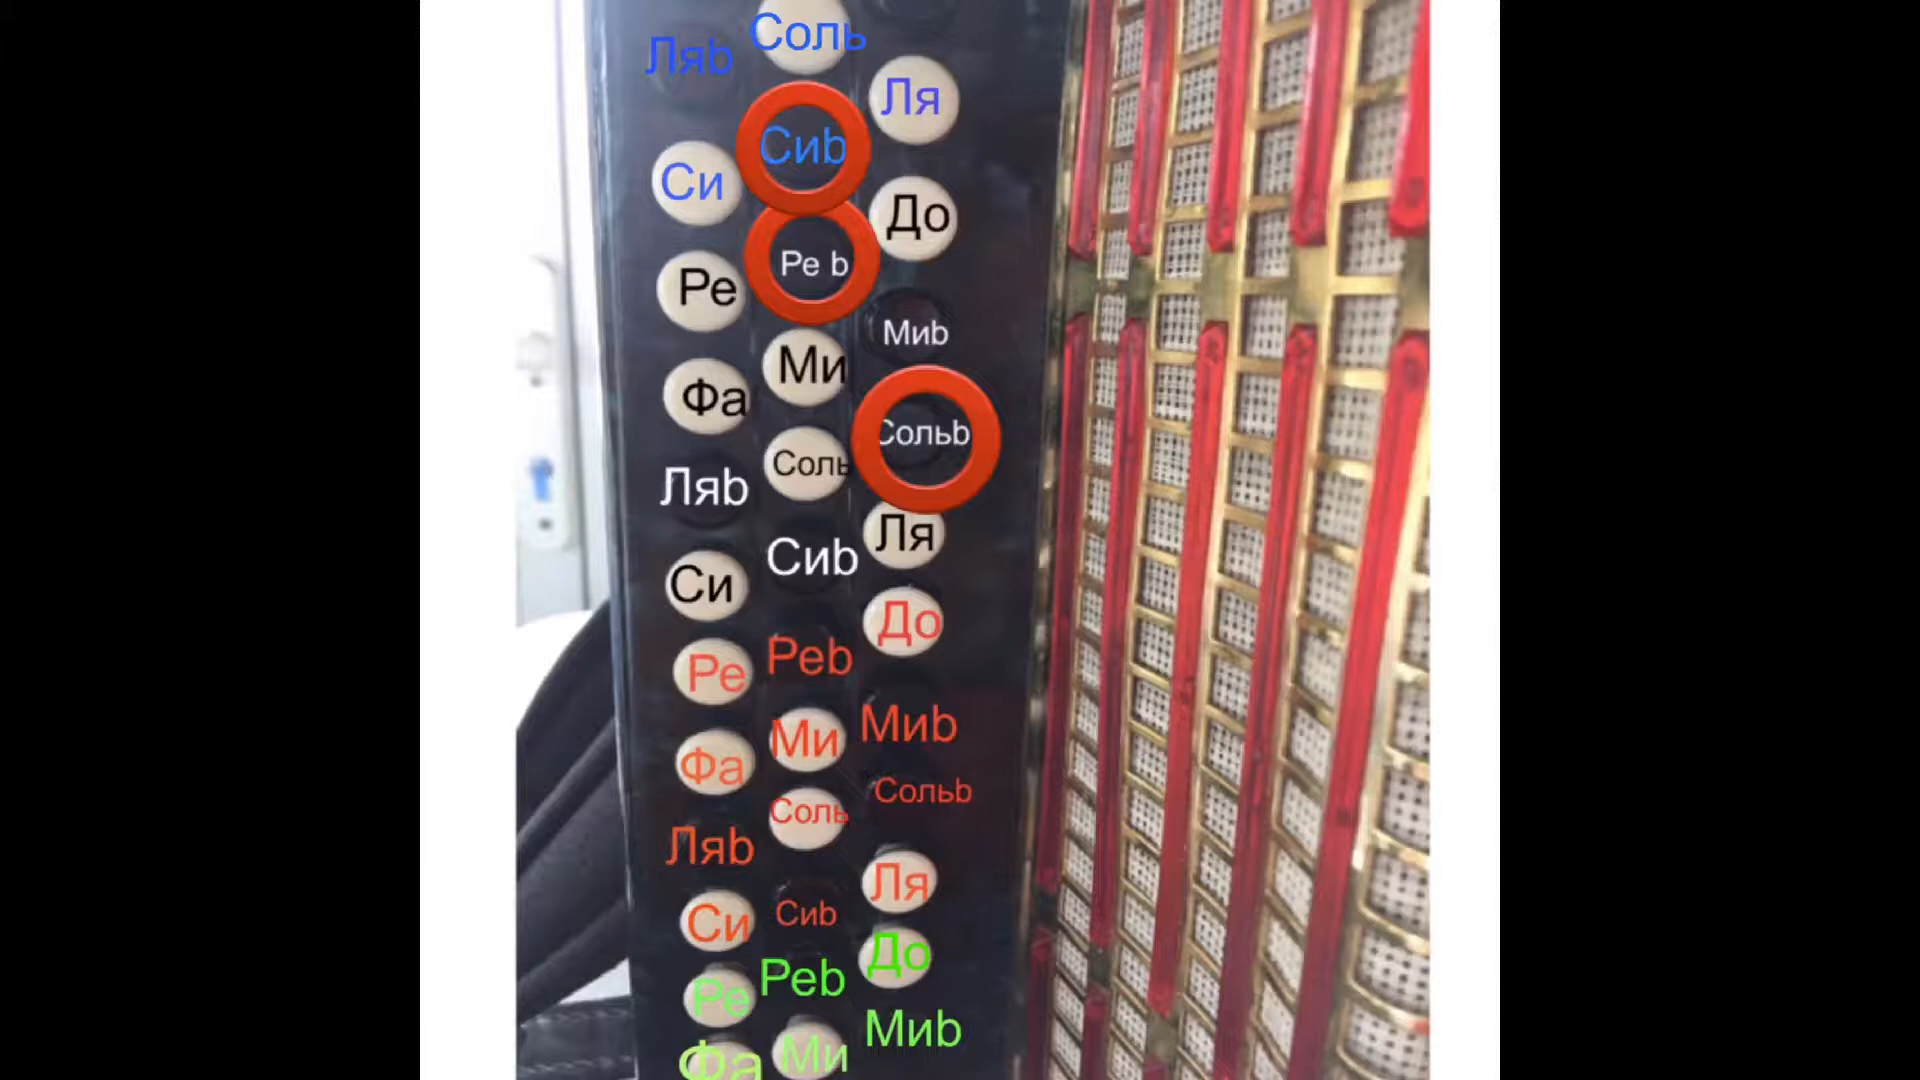 Соль
Ляb
Ля
Сиb
Си
До
Ре b
Ре
Миb
Ми
Фа
Сольb
Соль
Ляb
Ля
Сиb
Си
До
Реb
Ре
Миb
Ми
Фа
Сольb
Соль
Ляb
Ля
Сиb
Си
До
Реb
Ре
Миb
Ми
Фа